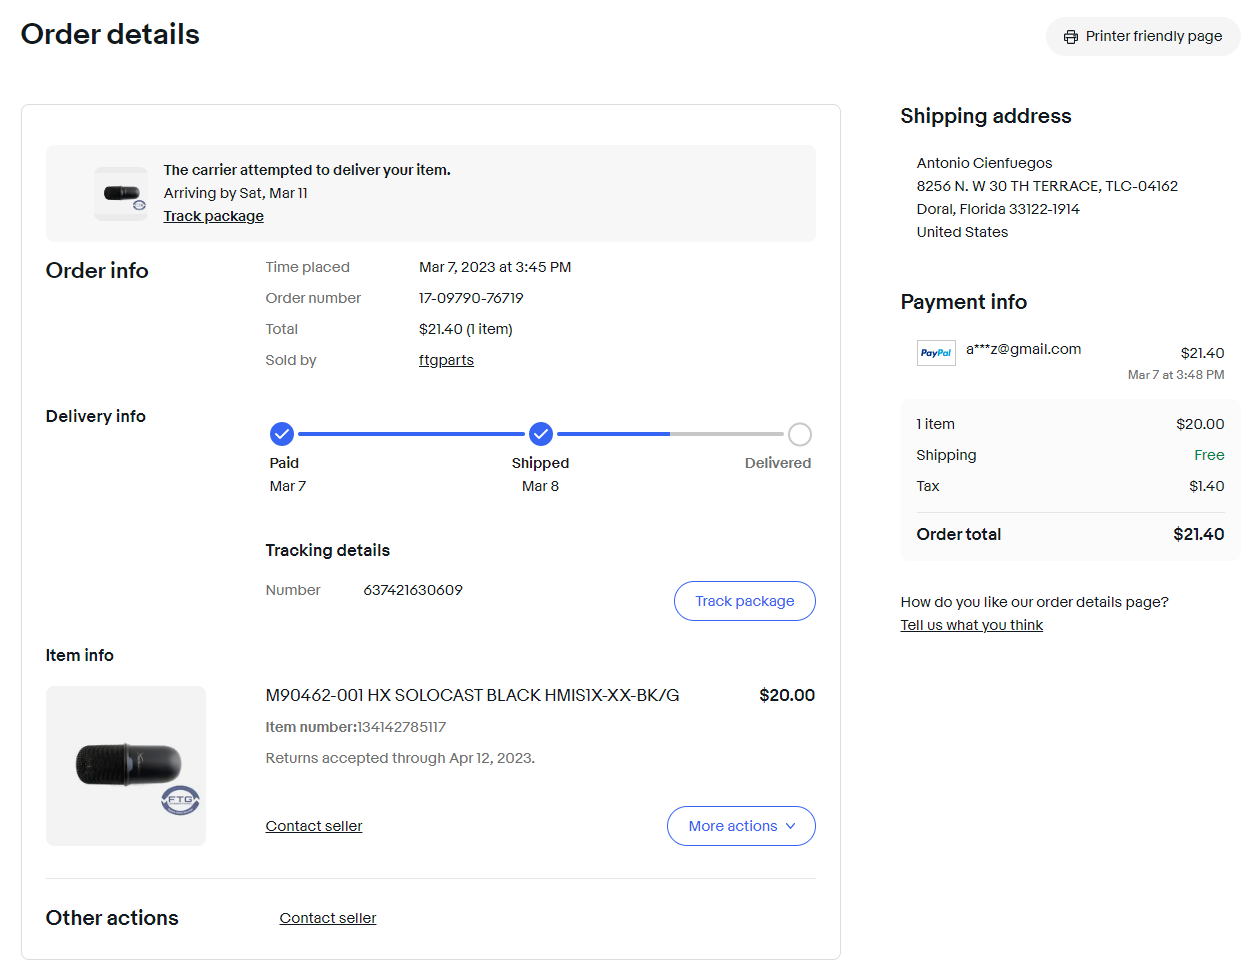 Order details
Printer friendly page
The carrier attempted to deliver your item.
Arriving by Sat, Mar 11
Track package
Order info
Time placed Mar 7, 2023 at 3:45 PM
Order number 17-09790-76719
Total $21.40 (1 item)
Sold by ftgparts
Delivery info
Paid Shipped Delivered
Mar 7 Mar 8
Tracking details
Number 637421630609
Track package
Item info
M90462-001 HX SOLOCAST BLACK HMIS1X-XX-BK/G $20.00
Item number:134142785117
Returns accepted through Apr 12, 2023.
FTG
Contact seller
More actions
Other actions
Contact seller
Shipping address
Antonio Cienfuegos
8256 N. W 30 TH TERRACE, TLC-04162
Doral, Florida 33122-1914
United States
Payment info
PayPal a***z@gmail.com $21.40
Mar 7 at 3:48 PM
1 item $20.00
Shipping Free
Tax $1.40
Order total $21.40
How do you like our order details page?
Tell us what you think